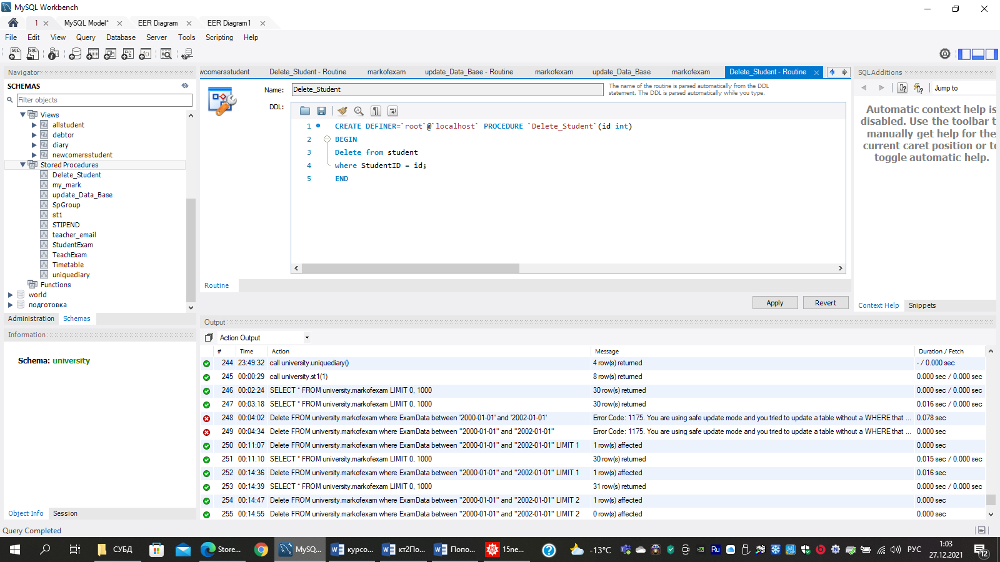 MySQL Workbench
1
MySQL Model*
EER Diagram
EER Diagram1
File Edit View Query Database Server Tools Scripting Help
Navigator
SCHEMAS
Filter objects
Views
allstudent
debtor
diary
newcomersstudent
Stored Procedures
Delete_Student
my_mark
update_Data_Base
SpGroup
st1
STIPEND
teacher_email
StudentExam
TeachExam
Timetable
uniquediary
Functions
world
подготовка
Administration Schemas
Information
Schema: university
Object Info Session
Query Completed
wcomersstudent Delete_Student - Routine markofexam update_Data_Base - Routine markofexam update_Data_Base markofexam Delete_Student - Routine
Name: Delete_Student
The name of the routine is parsed automatically from the DDL
statement. The DDL is parsed automatically while you type.
DDL:
1 CREATE DEFINER=`root`@`localhost` PROCEDURE `Delete_Student`(id int)
2 BEGIN
3 Delete from student
4 where StudentID = id;
5 END
Routine
Apply Revert
SQLAdditions
Jump to
Automatic context help is
disabled. Use the toolbar t
manually get help for the
current caret position or to
toggle automatic help.
Context Help Snippets
Output
Action Output
# Time Action Message Duration / Fetch
244 23:49:32 call university.uniquediary() 4 row(s) returned - / 0.000 sec
245 00:00:29 call university.st1(1) 8 row(s) returned 0.000 sec / 0.000 sec
246 00:02:24 SELECT * FROM university.markofexam LIMIT 0, 1000 30 row(s) returned 0.000 sec / 0.000 sec
247 00:03:18 SELECT * FROM university.markofexam LIMIT 0, 1000 30 row(s) returned 0.016 sec / 0.000 sec
248 00:04:02 Delete FROM university.markofexam where ExamData between '2000-01-01' and '2002-01-01' Error Code: 1175. You are using safe update mode and you tried to update a table without a WHERE that ... 0.078 sec
249 00:04:34 Delete FROM university.markofexam where ExamData between "2000-01-01" and "2002-01-01" Error Code: 1175. You are using safe update mode and you tried to update a table without a WHERE that ... 0.000 sec
250 00:11:07 Delete FROM university.markofexam where ExamData between "2000-01-01" and "2002-01-01" LIMIT 1 1 row(s) affected 0.000 sec
251 00:11:10 SELECT * FROM university.markofexam LIMIT 0, 1000 30 row(s) returned 0.015 sec / 0.000 sec
252 00:14:36 Delete FROM university.markofexam where ExamData between "2000-01-01" and "2002-01-01" LIMIT 1 1 row(s) affected 0.016 sec
253 00:14:39 SELECT * FROM university.markofexam LIMIT 0, 1000 31 row(s) returned 0.000 sec / 0.000 sec
254 00:14:47 Delete FROM university.markofexam where ExamData between "2000-01-01" and "2002-01-01" LIMIT 2 1 row(s) affected 0.000 sec
255 00:14:55 Delete FROM university.markofexam where ExamData between "2000-01-01" and "2002-01-01" LIMIT 2 0 row(s) affected 0.000 sec
СУБД Store... MySQ... курсо... кт2По... Попо... 15ne... -13°C Ru РУС 1:03
27.12.2021
12